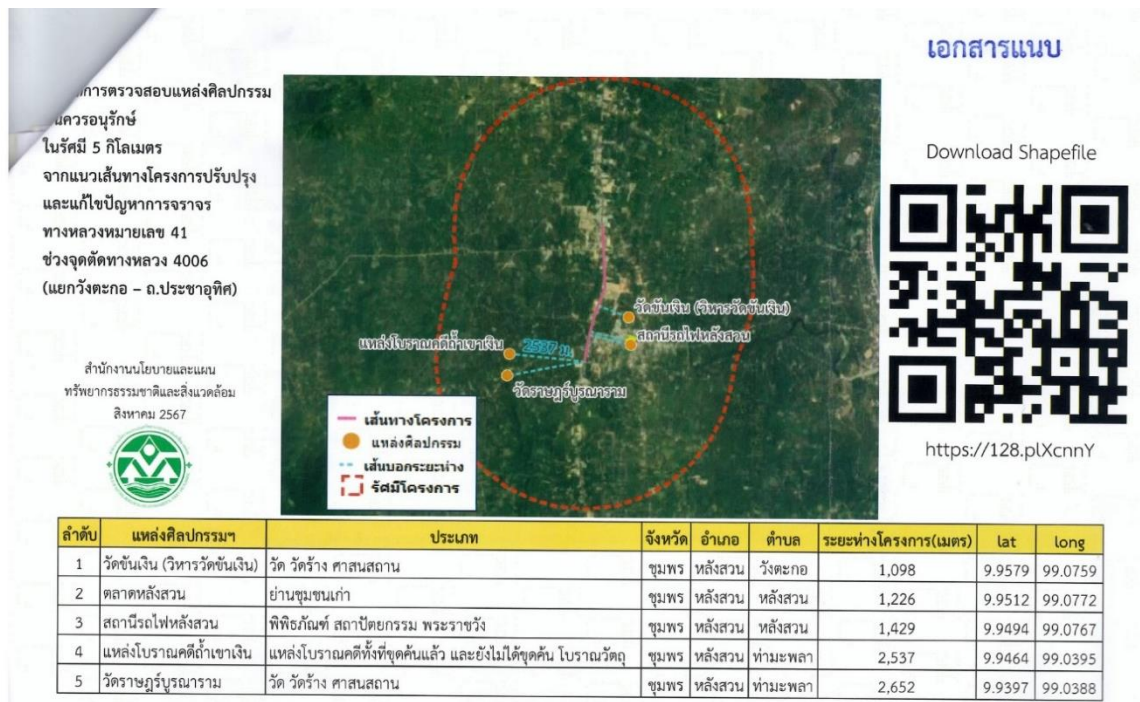 เอกสารแนบ
การตรวจสอบแหล่งศิลปกรรม
ควรอนุรักษ์
ในรัศมี 5 กิโลเมตร
จากแนวเส้นทางโครงการปรับปรุง
และแก้ไขปัญหาการจราจร
ทางหลวงหมายเลข 41
ช่วงจุดตัดทางหลวง 4006
(แยกวังตะกอ – ถ.ประชาอุทิศ)
สำนักงานนโยบายและแผน
ทรัพยากรธรรมชาติและสิ่งแวดล้อม
สิงหาคม 2567
วัดขันเงิน (วิหารวัดขันเงิน)
สถานีรถไฟหลังสวน
แหล่งโบราณคดีถ้ำเขาเงิน 2537 ม.
วัดราษฎร์บูรณาราม
เส้นทางโครงการ
แหล่งศิลปกรรม
เส้นบอกระยะห่าง
รัศมีโครงการ
Download Shapefile
https://128.plXcnnY
ลำดับ แหล่งศิลปกรรมฯ ประเภท จังหวัด อำเภอ ตำบล ระยะห่างโครงการ(เมตร) lat long
1 วัดขันเงิน (วิหารวัดขันเงิน) วัด วัดร้าง ศาสนสถาน ชุมพร หลังสวน วังตะกอ 1,098 9.9579 99.0759
2 ตลาดหลังสวน ย่านชุมชนเก่า ชุมพร หลังสวน หลังสวน 1,226 9.9512 99.0772
3 สถานีรถไฟหลังสวน พิพิธภัณฑ์ สถาปัตยกรรม พระราชวัง ชุมพร หลังสวน หลังสวน 1,429 9.9494 99.0767
4 แหล่งโบราณคดีถ้ำเขาเงิน แหล่งโบราณคดีทั้งที่ขุดค้นแล้ว และยังไม่ได้ขุดค้น โบราณวัตถุ ชุมพร หลังสวน ท่ามะพลา 2,537 9.9464 99.0395
5 วัดราษฎร์บูรณาราม วัด วัดร้าง ศาสนสถาน ชุมพร หลังสวน ท่ามะพลา 2,652 9.9397 99.0388